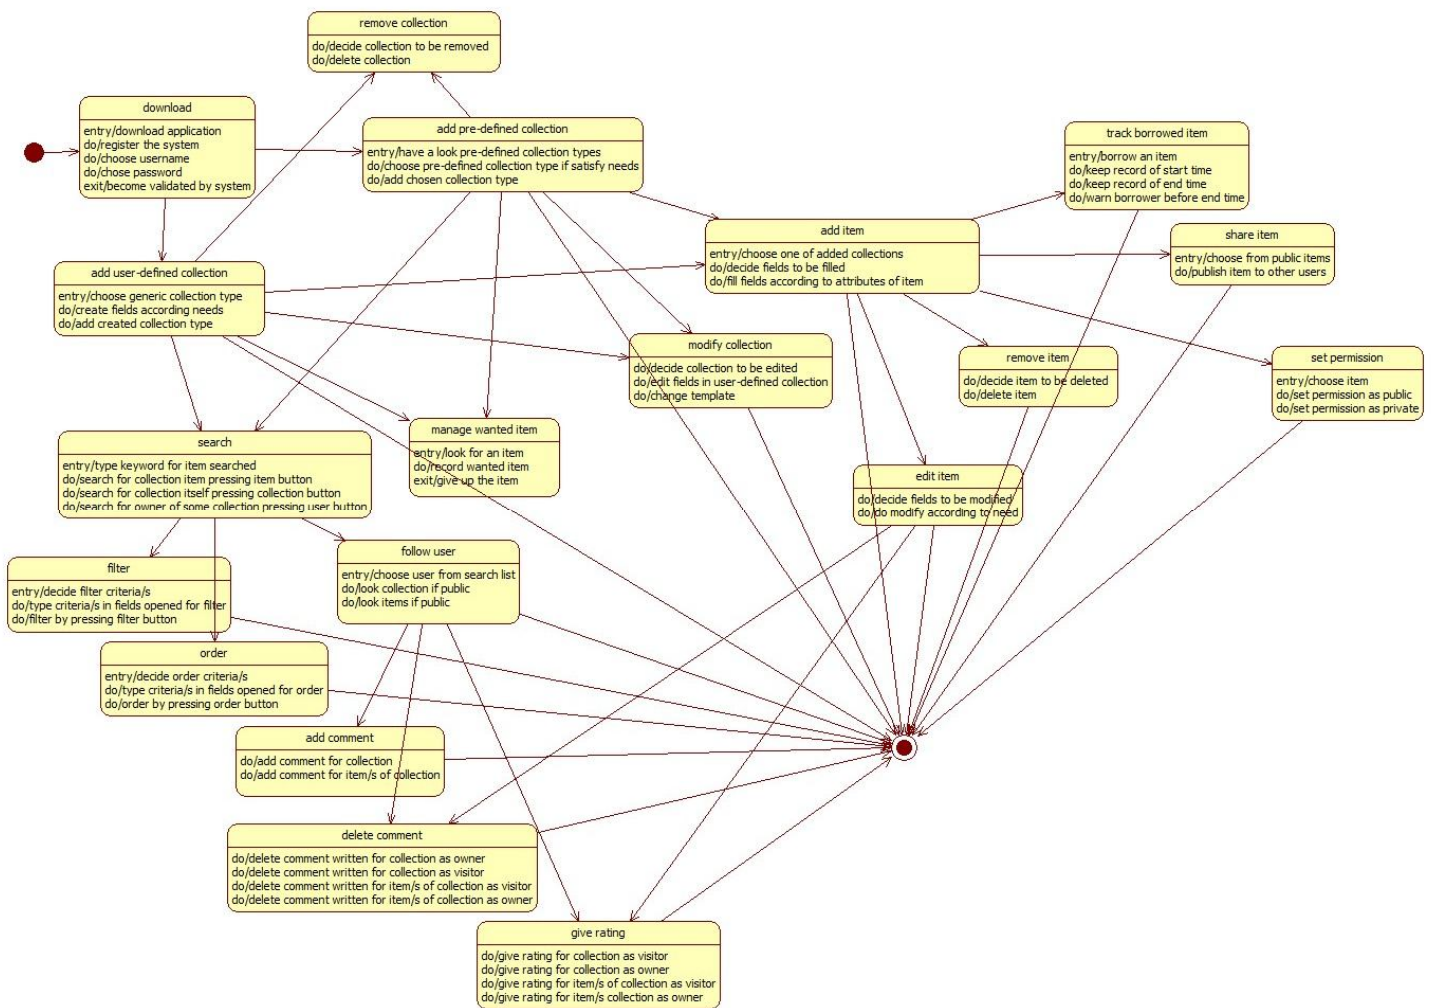 remove collection
do/decide collection to be removed
do/delete collection
download
entry/download application
do/register the system
do/choose username
do/chose password
exit/become validated by system
add pre-defined collection
entry/have a look pre-defined collection types
do/choose pre-defined collection type if satisfy needs
do/add chosen collection type
track borrowed item
entry/borrow an item
do/keep record of start time
do/keep record of end time
do/warn borrower before end time
add item
entry/choose one of added collections
do/decide fields to be filled
do/fill fields according to attributes of item
share item
entry/choose from public items
do/publish item to other users
add user-defined collection
entry/choose generic collection type
do/create fields according needs
do/add created collection type
modify collection
do/decide collection to be edited
do/edit fields in user-defined collection
do/change template
remove item
do/decide item to be deleted
do/delete item
set permission
entry/choose item
do/set permission as public
do/set permission as private
manage wanted item
entry/look for an item
do/record wanted item
exit/give up the item
search
entry/type keyword for item searched
do/search for collection item pressing item button
do/search for collection itself pressing collection button
do/search for owner of some collection pressing user button
edit item
do/decide fields to be modified
do/do modify according to need
follow user
entry/choose user from search list
do/look collection if public
do/look items if public
filter
entry/decide filter criteria/s
do/type criteria/s in fields opened for filter
do/filter by pressing filter button
order
entry/decide order criteria/s
do/type criteria/s in fields opened for order
do/order by pressing order button
add comment
do/add comment for collection
do/add comment for item/s of collection
delete comment
do/delete comment written for collection as owner
do/delete comment written for collection as visitor
do/delete comment written for item/s of collection as visitor
do/delete comment written for item/s of collection as owner
give rating
do/give rating for collection as visitor
do/give rating for collection as owner
do/give rating for item/s of collection as visitor
do/give rating for item/s collection as owner